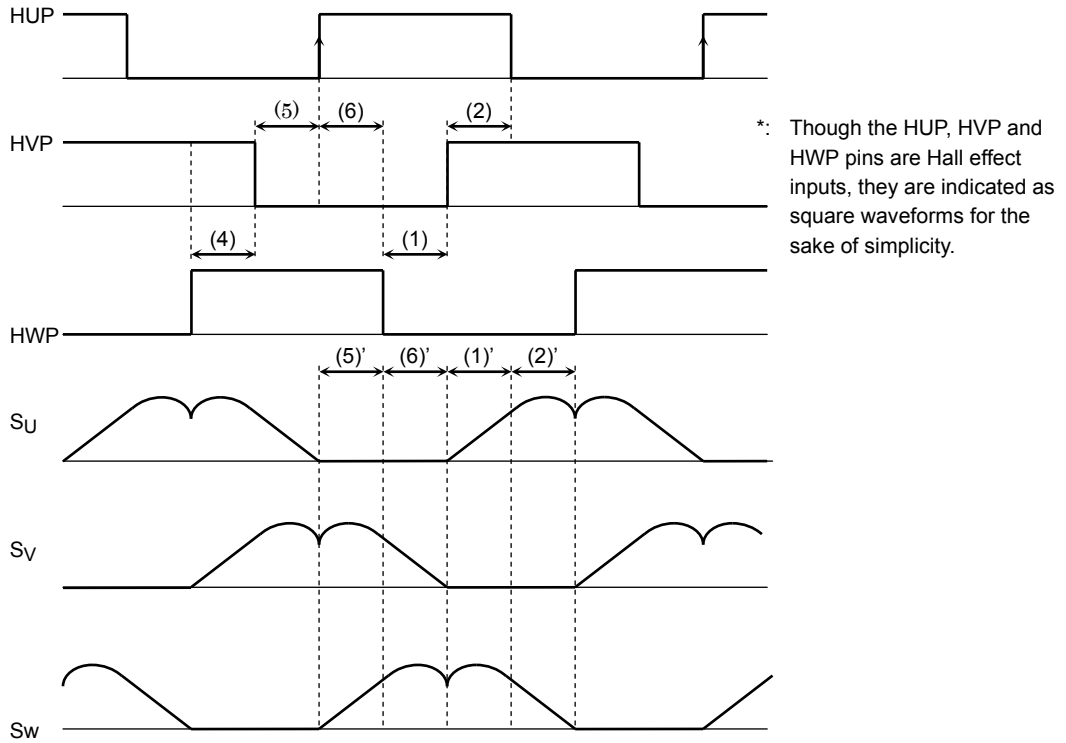 HUP
(5) (6) (2)
HVP
*: Though the HUP, HVP and
HWP pins are Hall effect
inputs, they are indicated as
square waveforms for the
sake of simplicity.
(4) (1)
HWP
(5)’ (6)’ (1)’ (2)’
SU
SV
SW